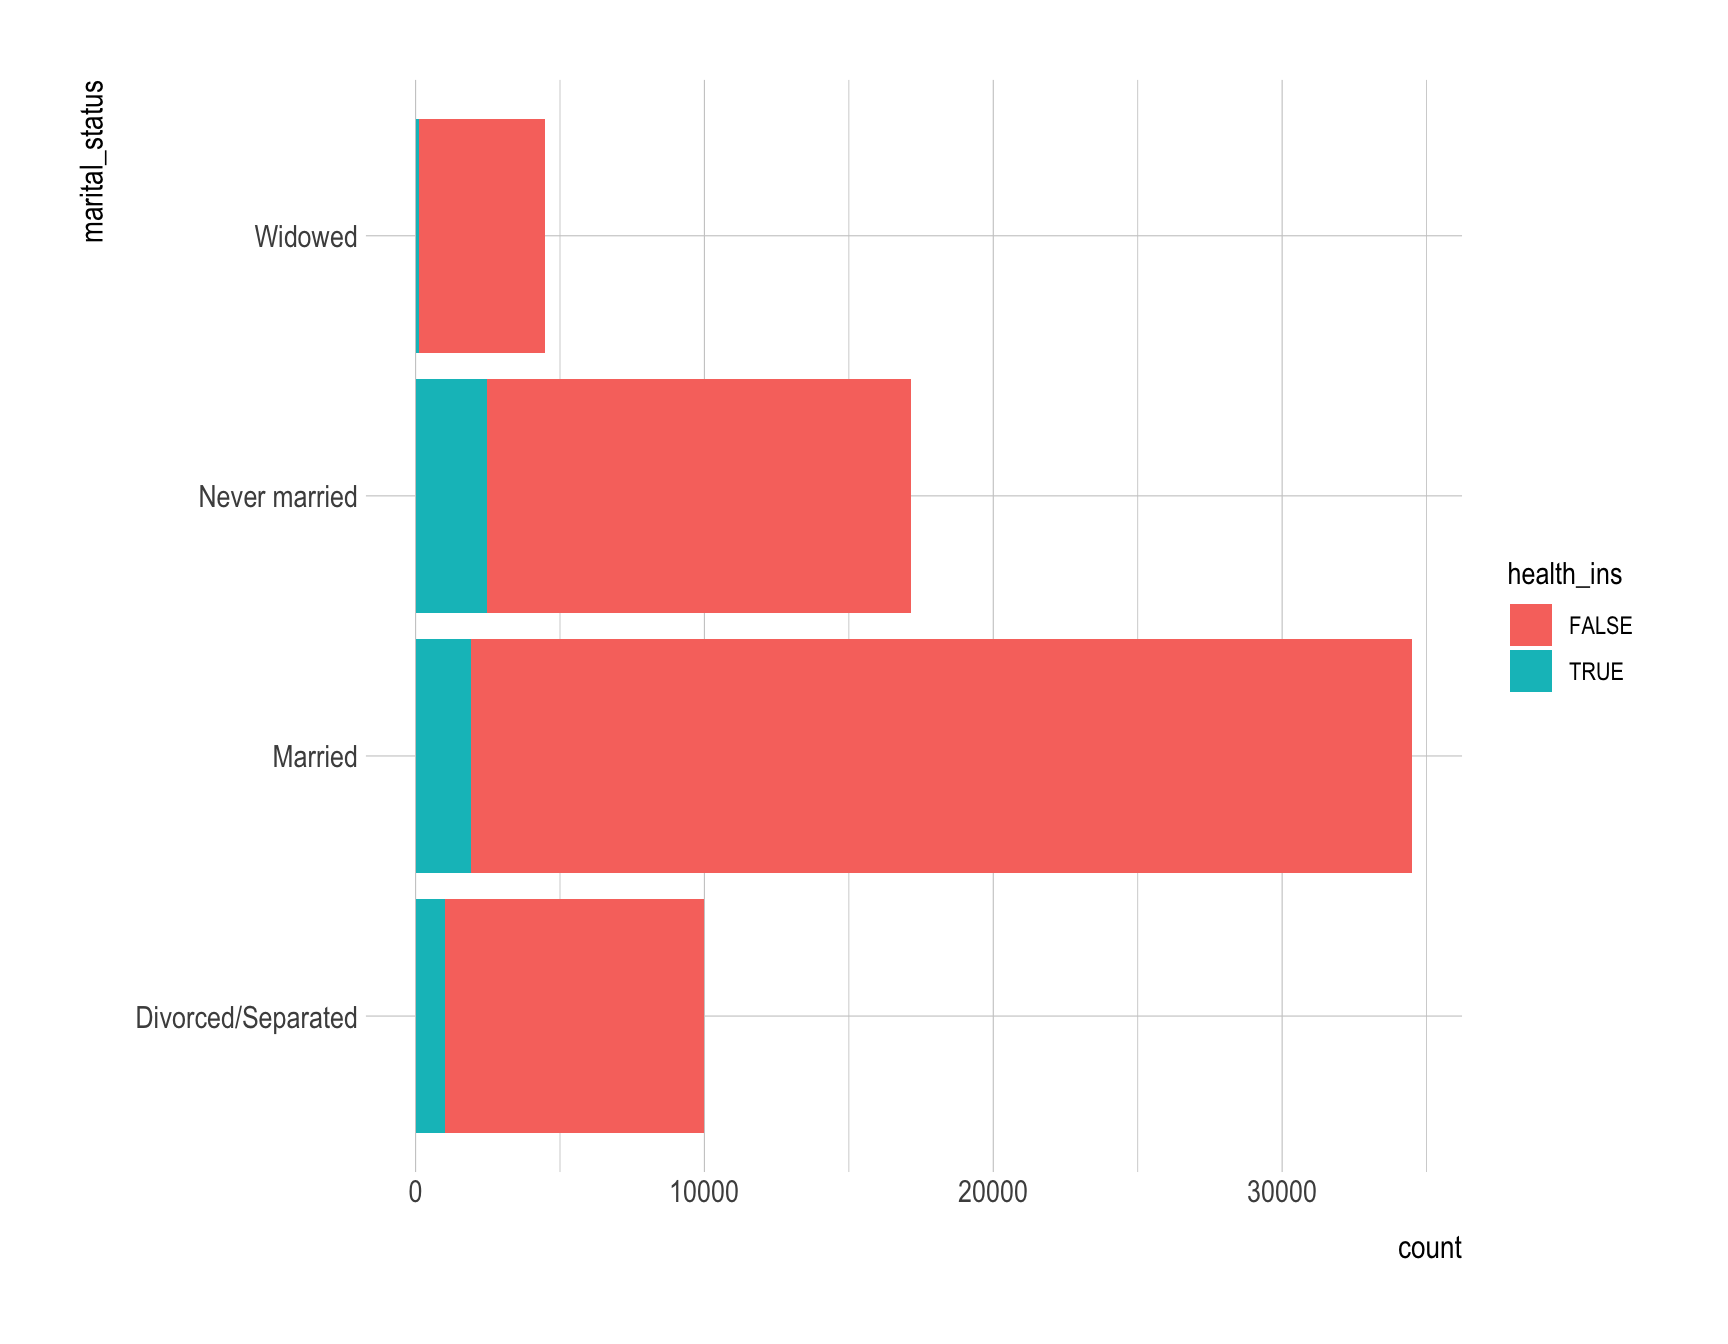 marital_status
Widowed
Never married
Married
Divorced/Separated
0 10000 20000 30000
count
health_ins
FALSE
TRUE